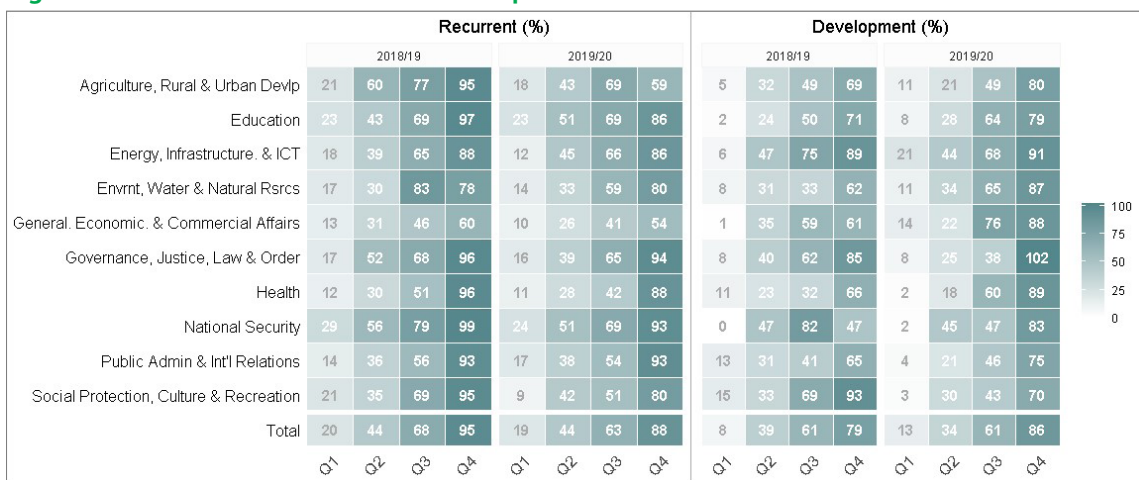 Recurrent (%) Development (%)
2018/19 2019/20 2018/19 2019/20
Agriculture, Rural & Urban Devlp 21 60 77 95 18 43 69 59 5 32 49 69 11 21 49 80
Education 23 43 69 97 23 51 69 86 2 24 50 71 8 28 64 79
Energy, Infrastructure. & ICT 18 39 65 88 12 45 66 86 6 47 75 89 21 44 68 91
Envrnt, Water & Natural Rsrcs 17 30 83 78 14 33 59 80 8 31 33 62 11 34 65 87
General. Economic. & Commercial Affairs 13 31 46 60 10 26 41 54 1 35 59 61 14 22 76 88
Governance, Justice, Law & Order 17 52 68 96 16 39 65 94 8 40 62 85 8 25 38 102
Health 12 30 51 96 11 28 42 88 11 23 32 66 2 18 60 89
National Security 29 56 79 99 24 51 69 93 0 47 82 47 2 45 47 83
Public Admin & Int'l Relations 14 36 56 93 17 38 54 93 13 31 41 65 4 21 46 75
Social Protection, Culture & Recreation 21 35 69 95 9 42 51 80 15 33 69 93 3 30 43 70
Total 20 44 68 95 19 44 63 88 8 39 61 79 13 34 61 86
Q1 Q2 Q3 Q4 Q1 Q2 Q3 Q4 Q1 Q2 Q3 Q4 Q1 Q2 Q3 Q4
100
75
50
25
0